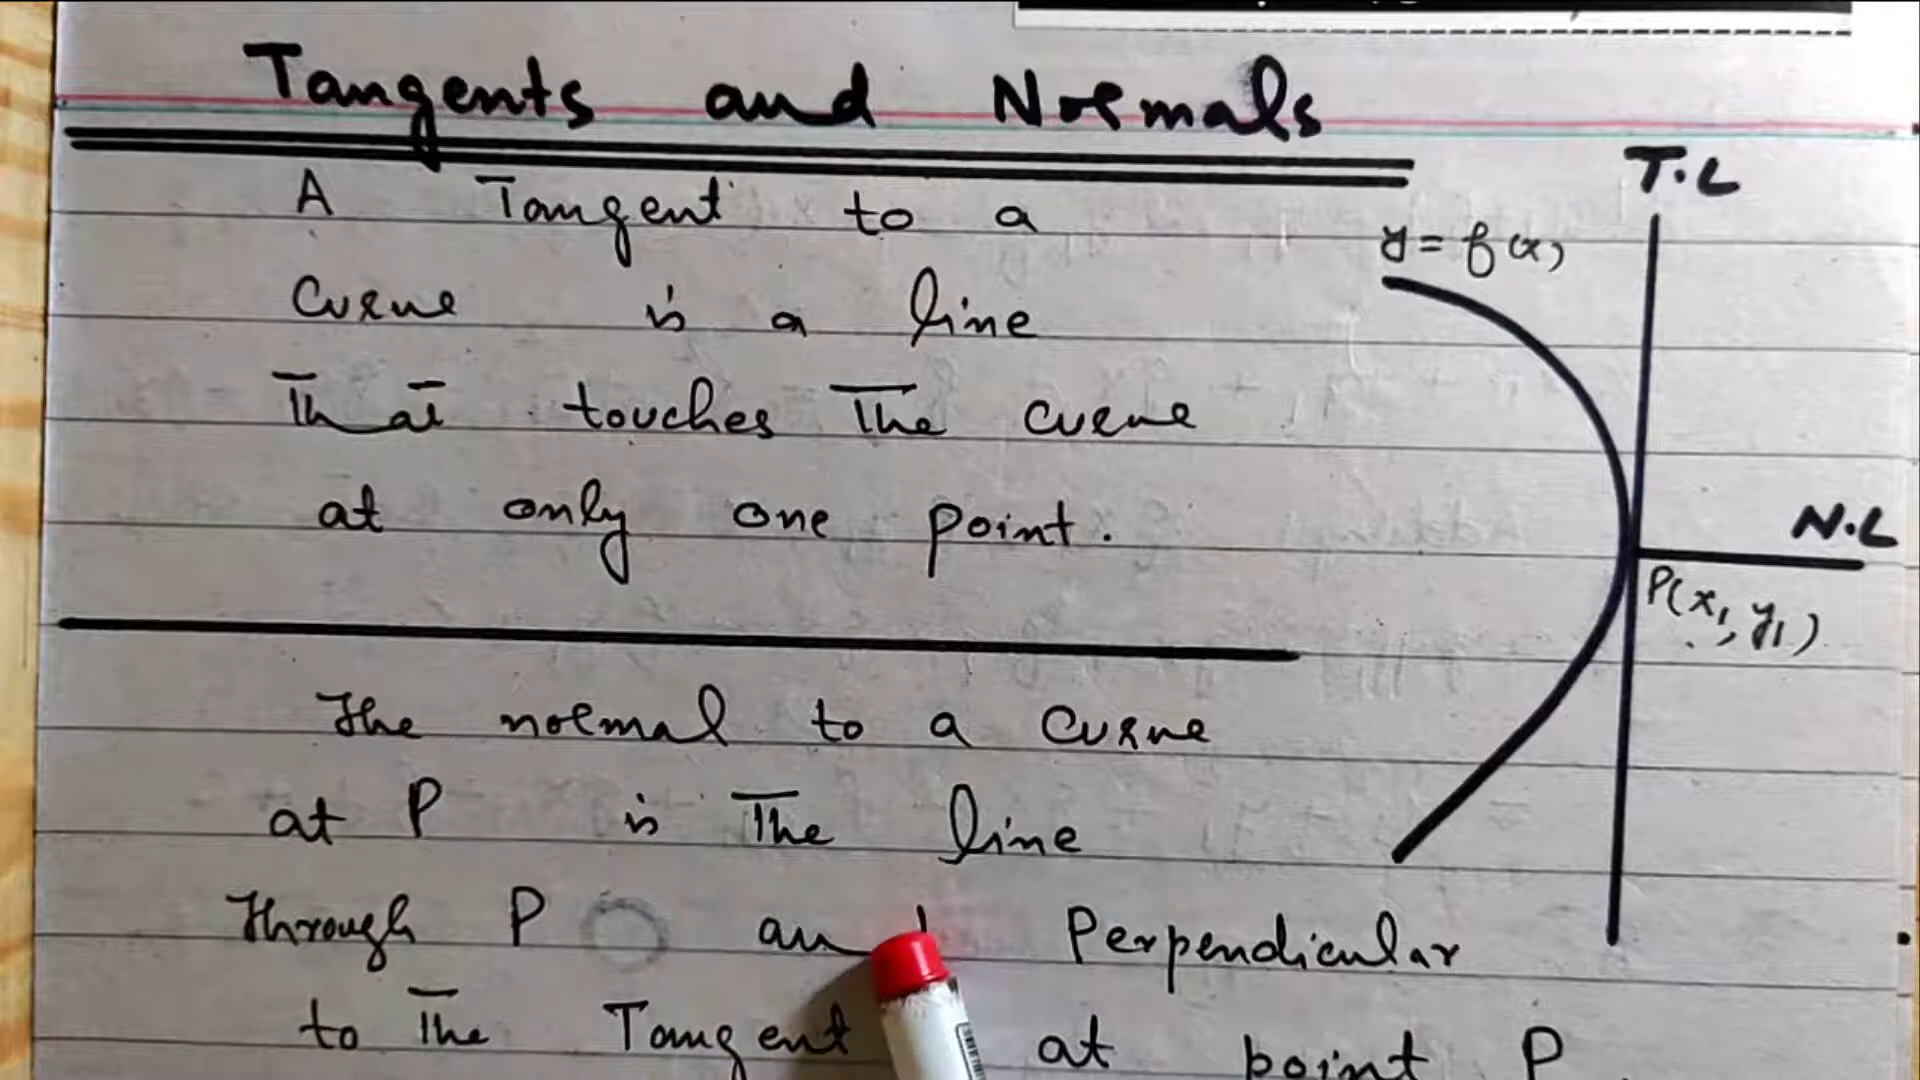 Tangents and Normals
A Tangent to a
curve is a line
That touches The curve
at only one point.
The normal to a curve
at P is The line
Through P and Perpendicular
to The Tangent at point P.
T.L
y = f(x)
N.L
P(x₁, y₁)